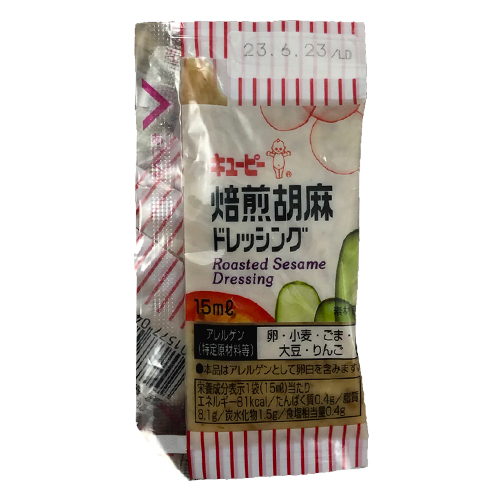 23.6.23/LD
キューピー
®
焙煎胡麻
ドレッシング
Roasted Sesame
Dressing
15mℓ
アレルゲン
(特定原材料等)
卵・小麦・ごま・
大豆・りんご
●本品はアレルゲンとして卵白を含みます
栄養成分表示1袋(15ml)当たり
エネルギー81kcal/たんぱく質0.4g/脂質
8.1g/炭水化物1.5g/食塩相当量0.4g